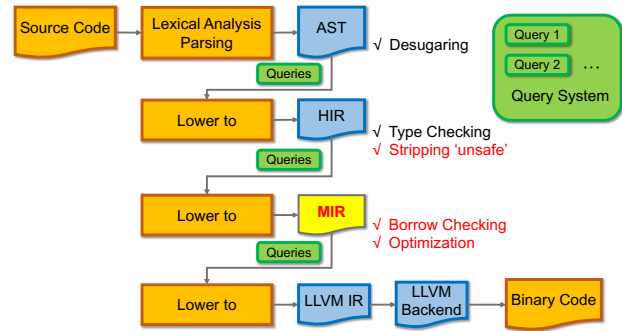 Source Code
Lexical Analysis
Parsing
AST
√ Desugaring
Queries
Query 1
Query 2 ...
Query System
Lower to
HIR
√ Type Checking
√ Stripping ‘unsafe’
Queries
Lower to
MIR
√ Borrow Checking
√ Optimization
Queries
Lower to
LLVM IR
LLVM
Backend
Binary Code